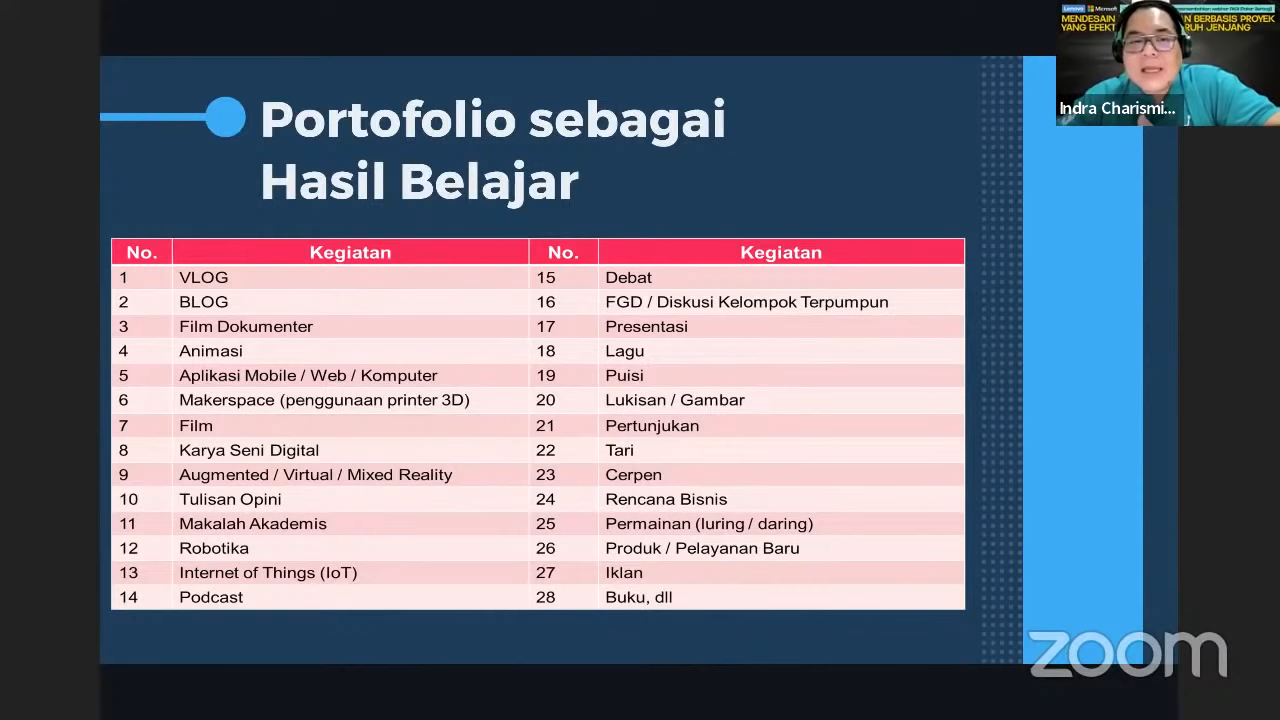 Lenovo Microsoft
MENDESAIN
AN BERBASIS PROYEK
YANG EFEKT
RUH JENJANG
Indra Charismi...
Portofolio sebagai
Hasil Belajar
No. Kegiatan No. Kegiatan
1 VLOG 15 Debat
2 BLOG 16 FGD / Diskusi Kelompok Terpumpun
3 Film Dokumenter 17 Presentasi
4 Animasi 18 Lagu
5 Aplikasi Mobile / Web / Komputer 19 Puisi
6 Makerspace (penggunaan printer 3D) 20 Lukisan / Gambar
7 Film 21 Pertunjukan
8 Karya Seni Digital 22 Tari
9 Augmented / Virtual / Mixed Reality 23 Cerpen
10 Tulisan Opini 24 Rencana Bisnis
11 Makalah Akademis 25 Permainan (luring / daring)
12 Robotika 26 Produk / Pelayanan Baru
13 Internet of Things (IoT) 27 Iklan
14 Podcast 28 Buku, dll
zoom